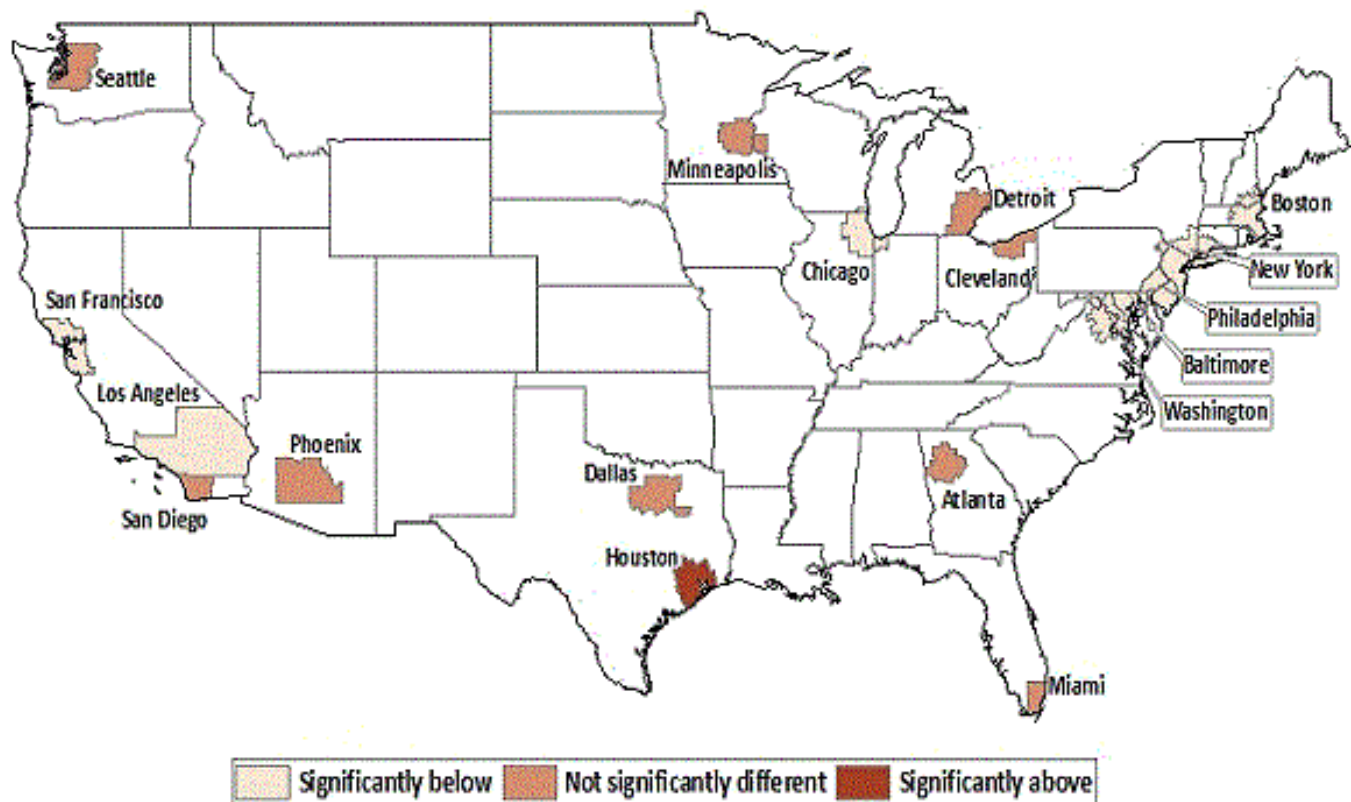 Seattle
Minneapolis
Detroit
Boston
Chicago
Cleveland
New York
San Francisco
Philadelphia
Baltimore
Los Angeles
Washington
Phoenix
Dallas
San Diego
Atlanta
Houston
Miami
Significantly below
Not significantly different
Significantly above